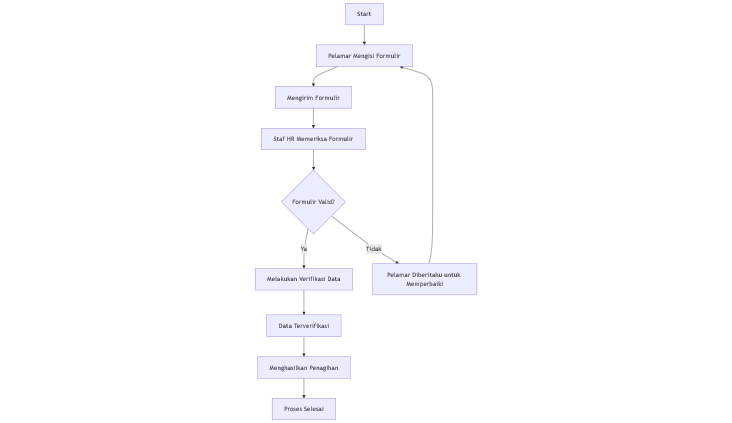 Start
Pelamar Mengisi Formulir
Mengirim Formulir
Staf HR Memeriksa Formulir
Formulir Valid?
Ya
Tidak
Melakukan Verifikasi Data
Pelamar Diberitahu untuk
Memperbaiki
Data Terverifikasi
Menghasilkan Penagihan
Proses Selesai